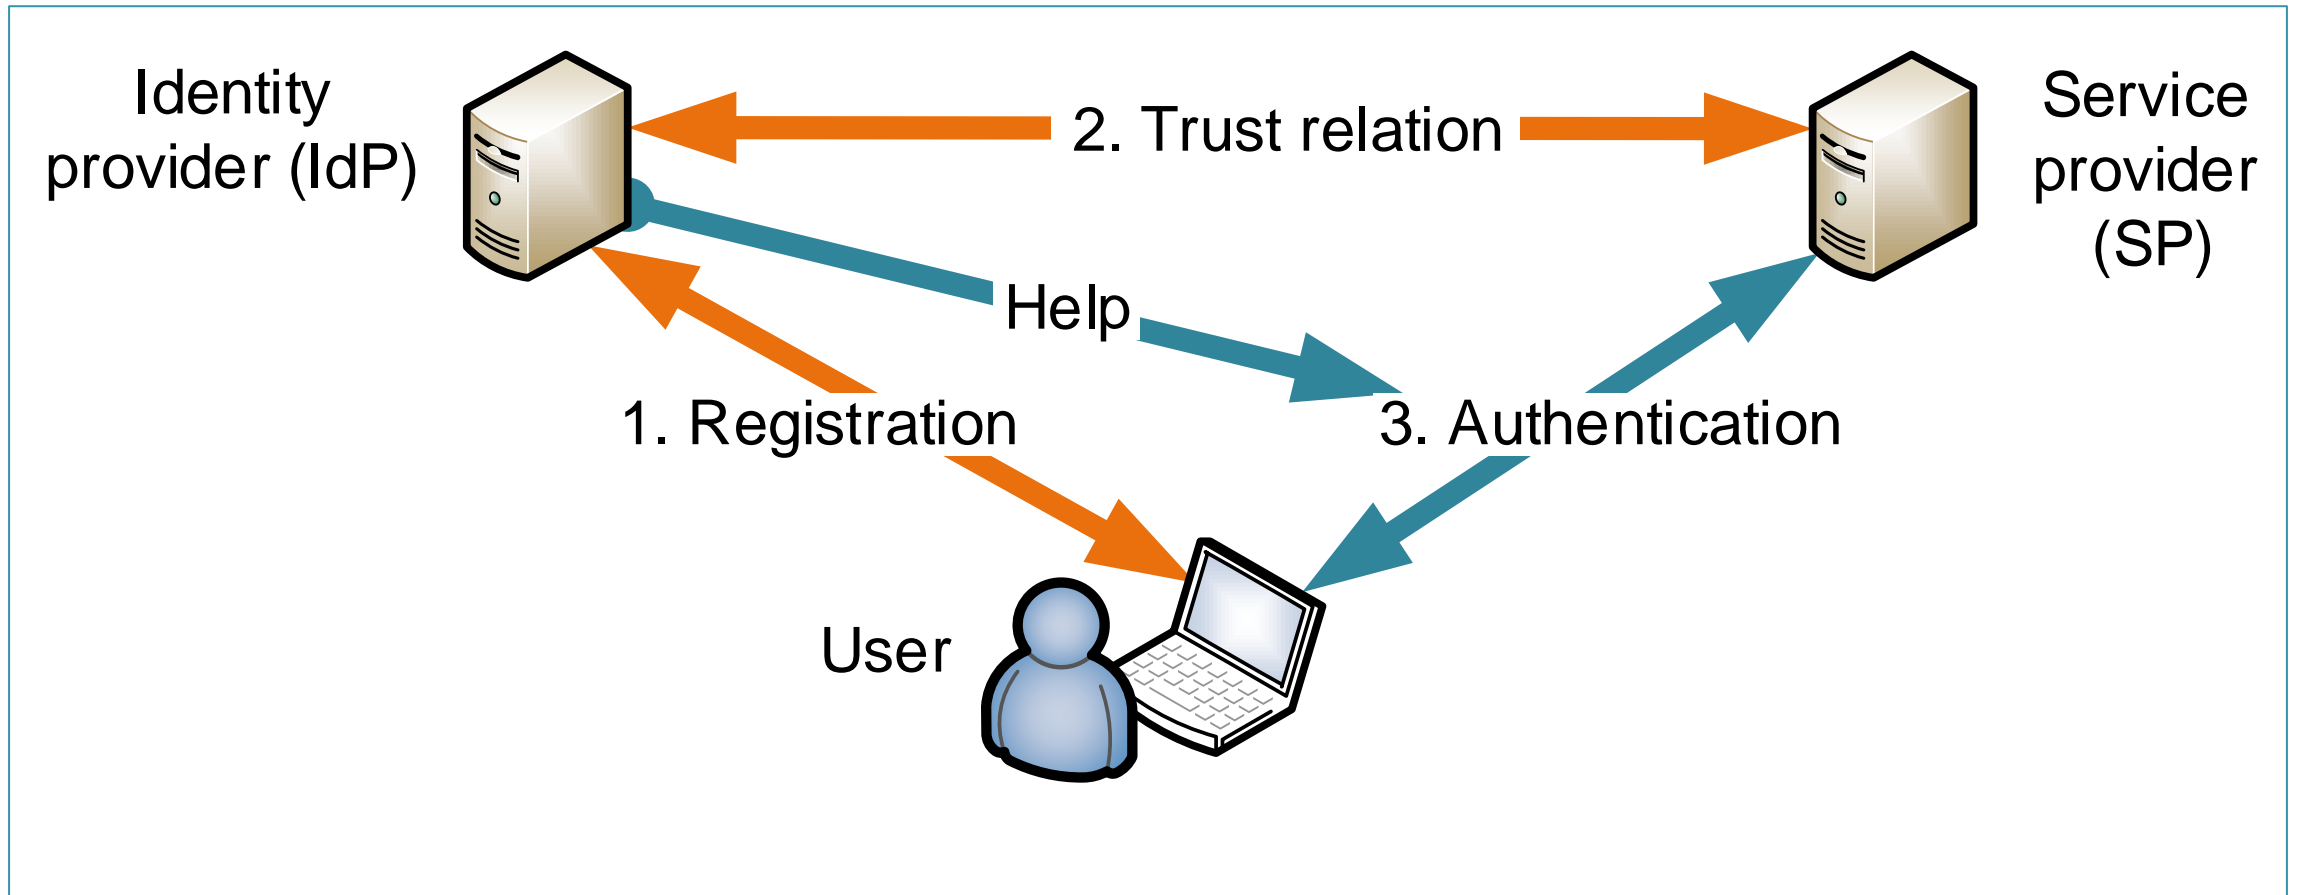 Identity
provider (IdP)
2. Trust relation
Service
provider
(SP)
Help
1. Registration
3. Authentication
User